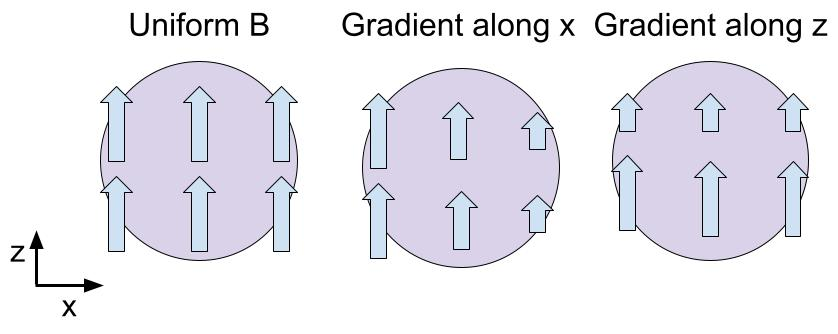 Uniform B
Gradient along x
Gradient along z
z
x